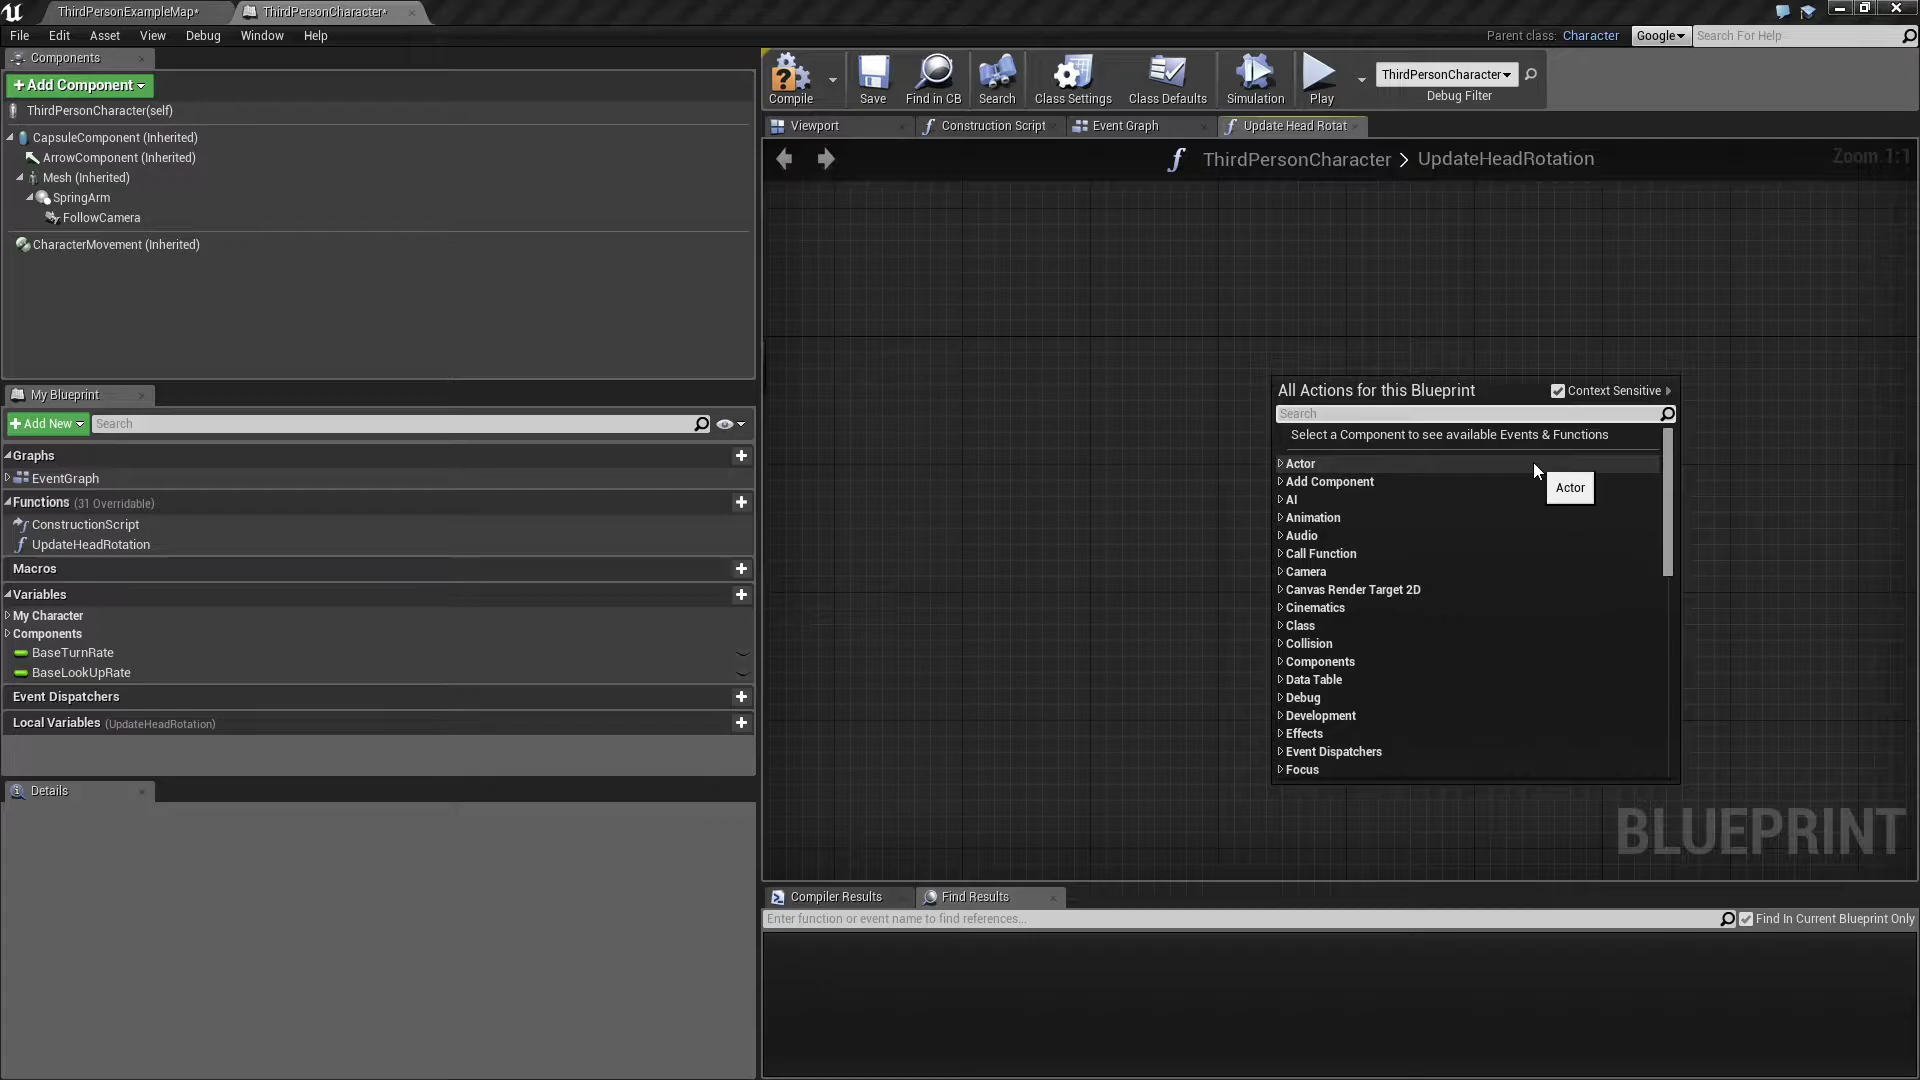 ThirdPersonExampleMap*
ThirdPersonCharacter*
File Edit Asset View Debug Window Help
Parent class: Character
Google
Search For Help
Components
+ Add Component
ThirdPersonCharacter(self)
CapsuleComponent (Inherited)
ArrowComponent (Inherited)
Mesh (Inherited)
SpringArm
FollowCamera
CharacterMovement (Inherited)
My Blueprint
+ Add New
Search
Graphs
EventGraph
Functions (31 Overridable)
ConstructionScript
UpdateHeadRotation
Macros
Variables
My Character
Components
BaseTurnRate
BaseLookUpRate
Event Dispatchers
Local Variables (UpdateHeadRotation)
Details
Compile
Save
Find in CB
Search
Class Settings
Class Defaults
Simulation
Play
ThirdPersonCharacter
Debug Filter
Viewport
Construction Script
Event Graph
Update Head Rotat
ThirdPersonCharacter > UpdateHeadRotation
Zoom 1:1
All Actions for this Blueprint
Context Sensitive
Search
Select a Component to see available Events & Functions
Actor
Add Component
AI
Animation
Audio
Call Function
Camera
Canvas Render Target 2D
Cinematics
Class
Collision
Components
Data Table
Debug
Development
Effects
Event Dispatchers
Focus
Actor
BLUEPRINT
Compiler Results
Find Results
Enter function or event name to find references...
Find In Current Blueprint Only